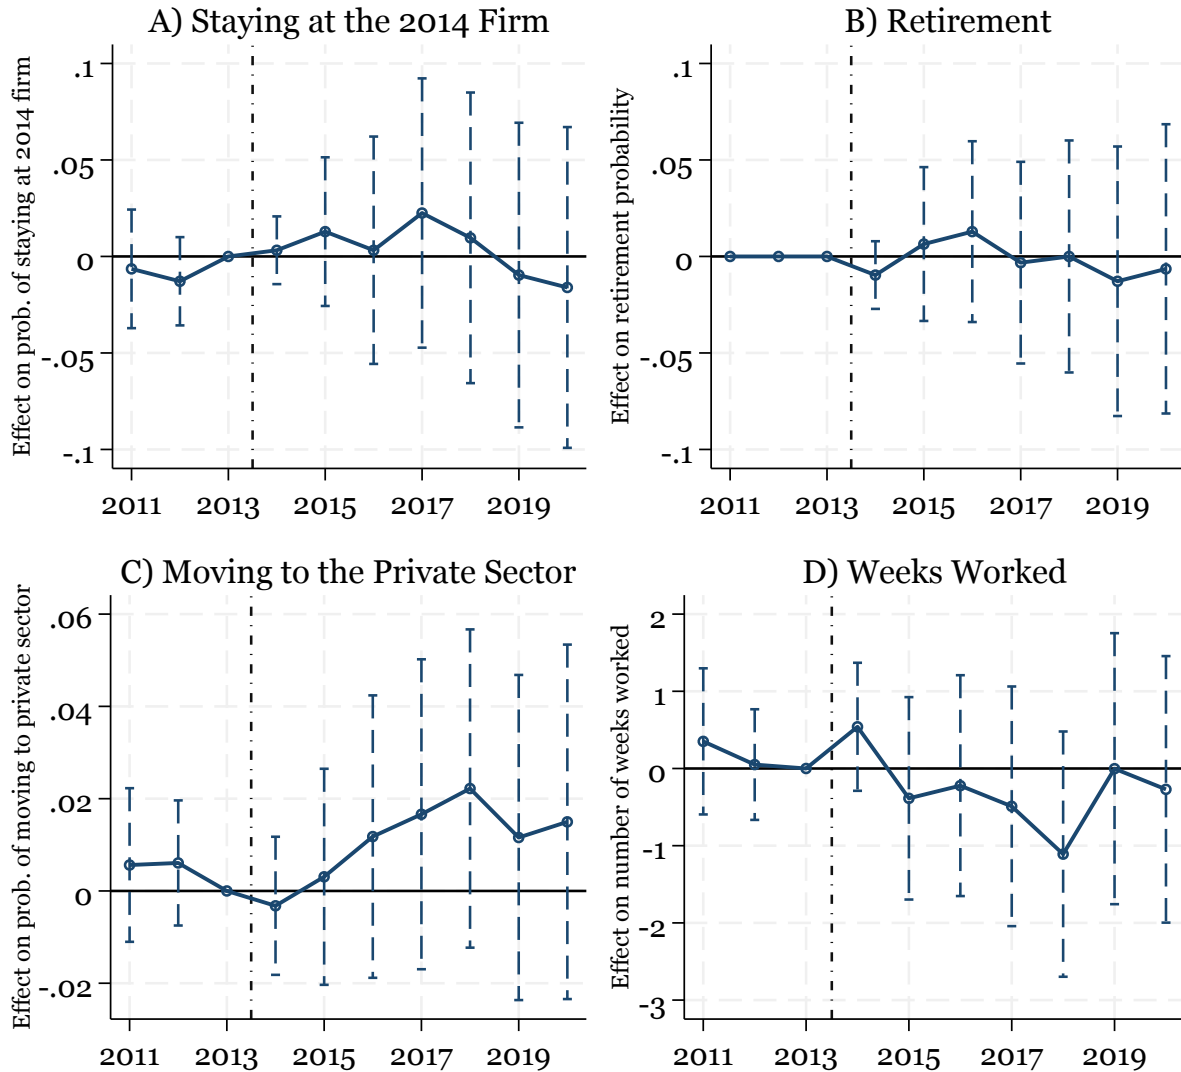 A) Staying at the 2014 Firm
Effect on prob. of staying at 2014 firm
.1
.05
0
-.05
-.1
2011 2013 2015 2017 2019
B) Retirement
Effect on retirement probability
.1
.05
0
-.05
-.1
2011 2013 2015 2017 2019
C) Moving to the Private Sector
Effect on prob. of moving to private sector
.06
.04
.02
0
-.02
2011 2013 2015 2017 2019
D) Weeks Worked
Effect on number of weeks worked
2
1
0
-1
-2
-3
2011 2013 2015 2017 2019